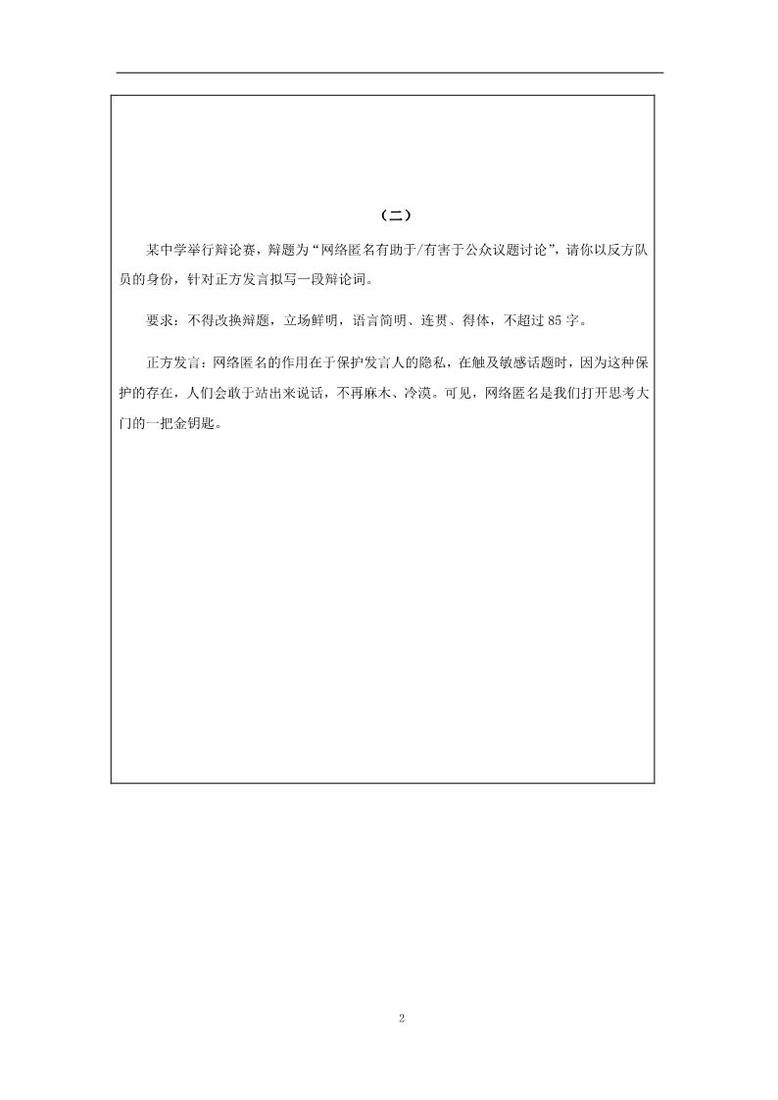 （二）
某中学举行辩论赛，辩题为“网络匿名有助于/有害于公众议题讨论”，请你以反方队
员的身份，针对正方发言拟写一段辩论词。
要求：不得改换辩题，立场鲜明，语言简明、连贯、得体，不超过 85 字。
正方发言：网络匿名的作用在于保护发言人的隐私，在触及敏感话题时，因为这种保
护的存在，人们会敢于站出来说话，不再麻木、冷漠。可见，网络匿名是我们打开思考大
门的一把金钥匙。
2